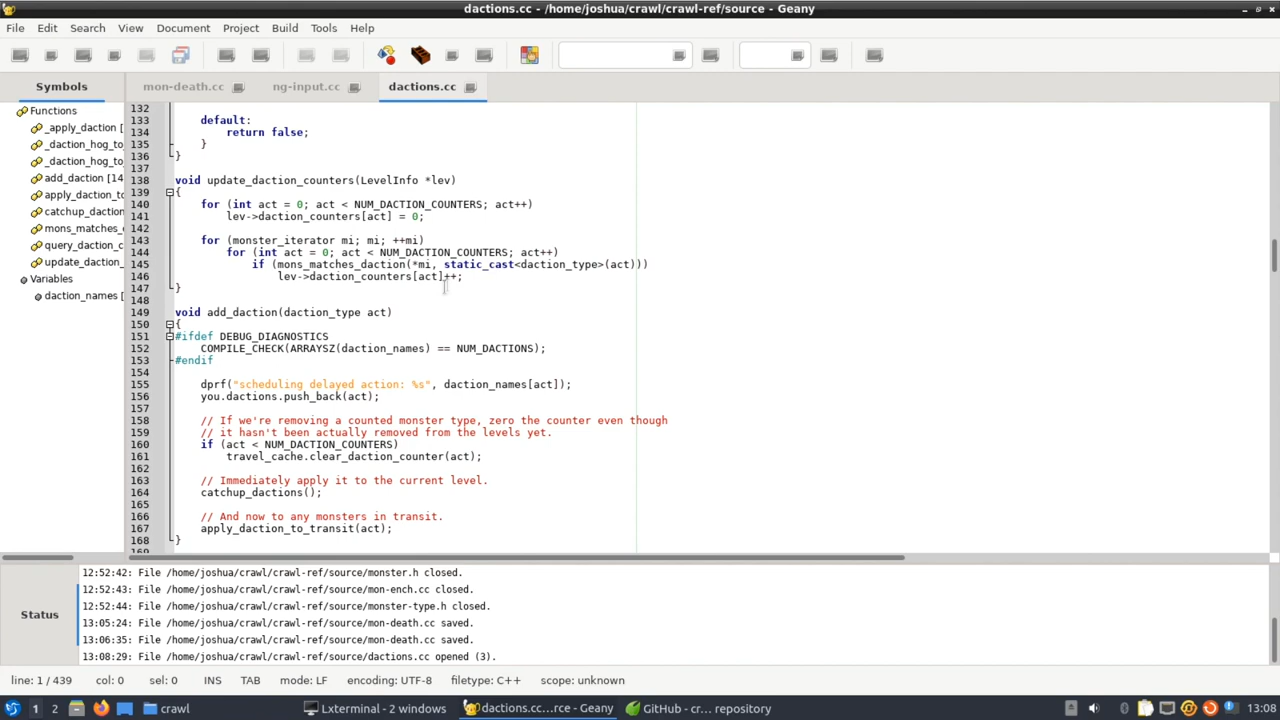 dactions.cc - /home/joshua/crawl/crawl-ref/source - Geany
File Edit Search View Document Project Build Tools Help
Symbols
mon-death.cc ng-input.cc dactions.cc
Functions
_apply_daction [
_daction_hog_to
_daction_hog_to
add_daction [14
apply_daction_to
catchup_daction
mons_matches_
query_daction_c
update_daction_
Variables
daction_names [
132
133 default:
134 return false;
135 }
136 }
137
138 void update_daction_counters(LevelInfo *lev)
139 {
140 for (int act = 0; act < NUM_DACTION_COUNTERS; act++)
141 lev->daction_counters[act] = 0;
142
143 for (monster_iterator mi; mi; ++mi)
144 for (int act = 0; act < NUM_DACTION_COUNTERS; act++)
145 if (mons_matches_daction(*mi, static_cast<daction_type>(act)))
146 lev->daction_counters[act]++;
147 }
148
149 void add_daction(daction_type act)
150 {
151 #ifdef DEBUG_DIAGNOSTICS
152 COMPILE_CHECK(ARRAYSZ(daction_names) == NUM_DACTIONS);
153 #endif
154
155 dprf("scheduling delayed action: %s", daction_names[act]);
156 you.dactions.push_back(act);
157
158 // If we're removing a counted monster type, zero the counter even though
159 // it hasn't been actually removed from the levels yet.
160 if (act < NUM_DACTION_COUNTERS)
161 travel_cache.clear_daction_counter(act);
162
163 // Immediately apply it to the current level.
164 catchup_dactions();
165
166 // And now to any monsters in transit.
167 apply_daction_to_transit(act);
168 }
169
Status
12:52:42: File /home/joshua/crawl/crawl-ref/source/monster.h closed.
12:52:43: File /home/joshua/crawl/crawl-ref/source/mon-ench.cc closed.
12:52:44: File /home/joshua/crawl/crawl-ref/source/monster-type.h closed.
13:05:24: File /home/joshua/crawl/crawl-ref/source/mon-death.cc saved.
13:06:35: File /home/joshua/crawl/crawl-ref/source/mon-death.cc saved.
13:08:29: File /home/joshua/crawl/crawl-ref/source/dactions.cc opened (3).
line: 1 / 439 col: 0 sel: 0 INS TAB mode: LF encoding: UTF-8 filetype: C++ scope: unknown
1 2 crawl Lxterminal - 2 windows dactions.cc...rce - Geany GitHub - cr... repository 13:08